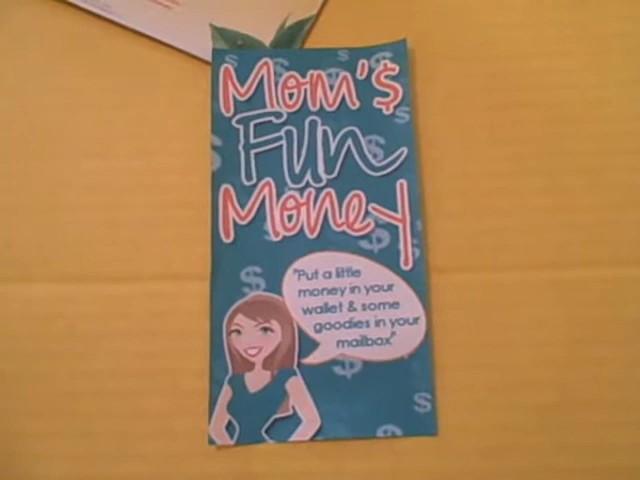 Mom'$
Fun
Money
"Put a little
money in your
wallet & some
goodies in your
mailbox"